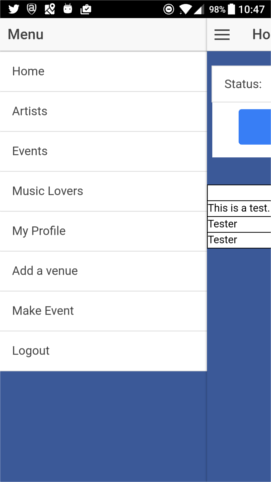 98% 10:47
Menu
Ho
Home
Status:
Artists
Events
Music Lovers
This is a test.
My Profile
Tester
Tester
Add a venue
Make Event
Logout